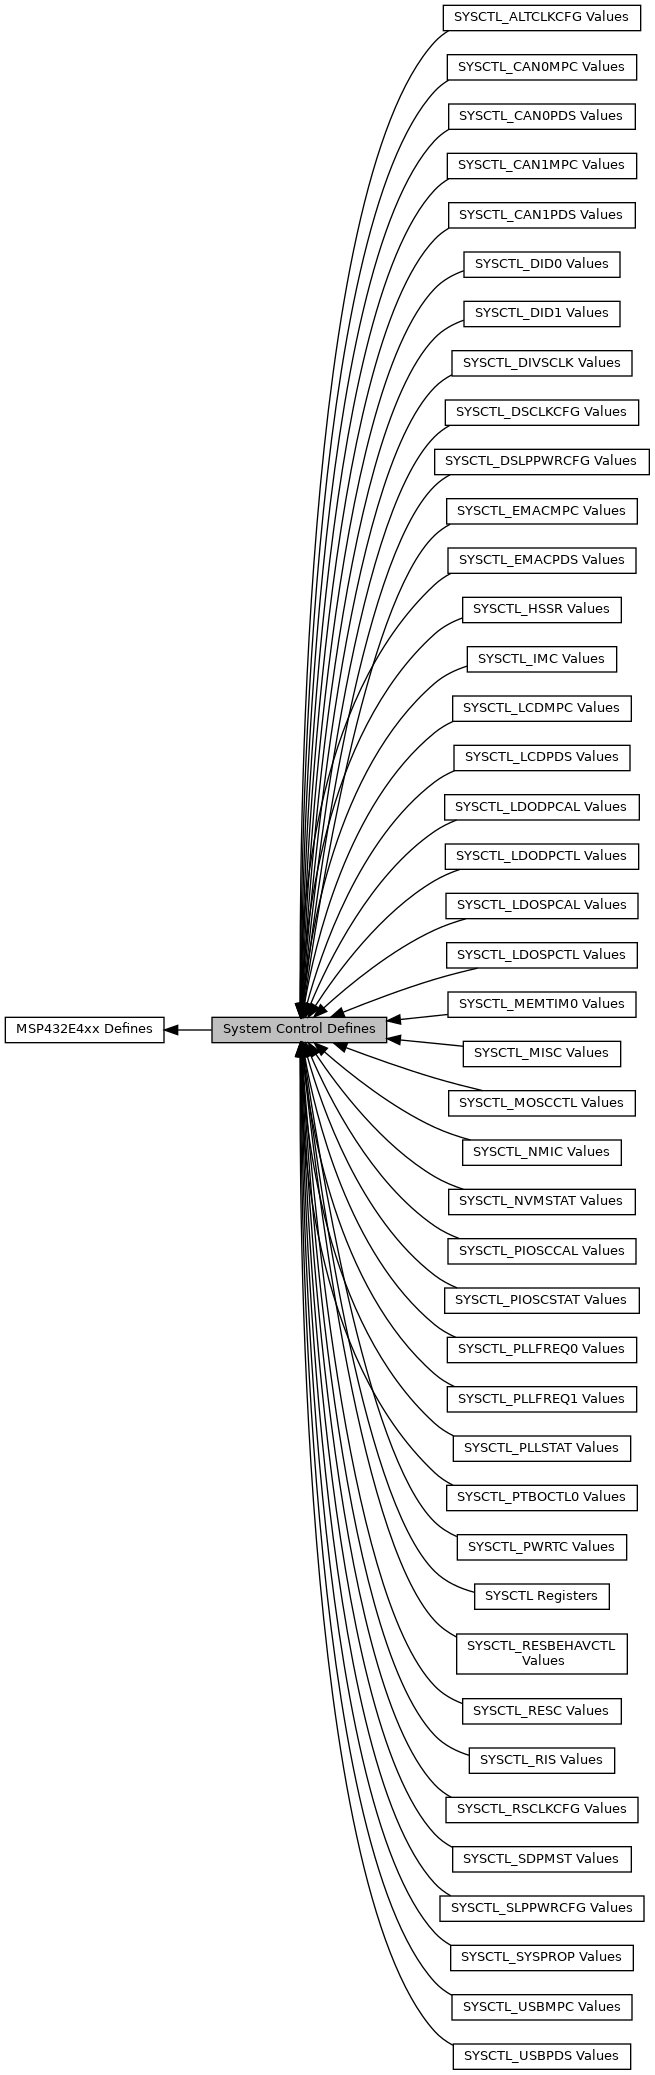 SYSCTL_ALTCLKCFG Values
SYSCTL_CAN0MPC Values
SYSCTL_CAN0PDS Values
SYSCTL_CAN1MPC Values
SYSCTL_CAN1PDS Values
SYSCTL_DID0 Values
SYSCTL_DID1 Values
SYSCTL_DIVSCLK Values
SYSCTL_DSCLKCFG Values
SYSCTL_DSLPPWRCFG Values
SYSCTL_EMACMPC Values
SYSCTL_EMACPDS Values
SYSCTL_HSSR Values
SYSCTL_IMC Values
SYSCTL_LCDMPC Values
SYSCTL_LCDPDS Values
SYSCTL_LDODPCAL Values
SYSCTL_LDODPCTL Values
SYSCTL_LDOSPCAL Values
SYSCTL_LDOSPCTL Values
SYSCTL_MEMTIM0 Values
MSP432E4xx Defines
System Control Defines
SYSCTL_MISC Values
SYSCTL_MOSCCTL Values
SYSCTL_NMIC Values
SYSCTL_NVMSTAT Values
SYSCTL_PIOSCCAL Values
SYSCTL_PIOSCSTAT Values
SYSCTL_PLLFREQ0 Values
SYSCTL_PLLFREQ1 Values
SYSCTL_PLLSTAT Values
SYSCTL_PTBOCTL0 Values
SYSCTL_PWRTC Values
SYSCTL Registers
SYSCTL_RESBEHAVCTL
Values
SYSCTL_RESC Values
SYSCTL_RIS Values
SYSCTL_RSCLKCFG Values
SYSCTL_SDPMST Values
SYSCTL_SLPPWRCFG Values
SYSCTL_SYSPROP Values
SYSCTL_USBMPC Values
SYSCTL_USBPDS Values